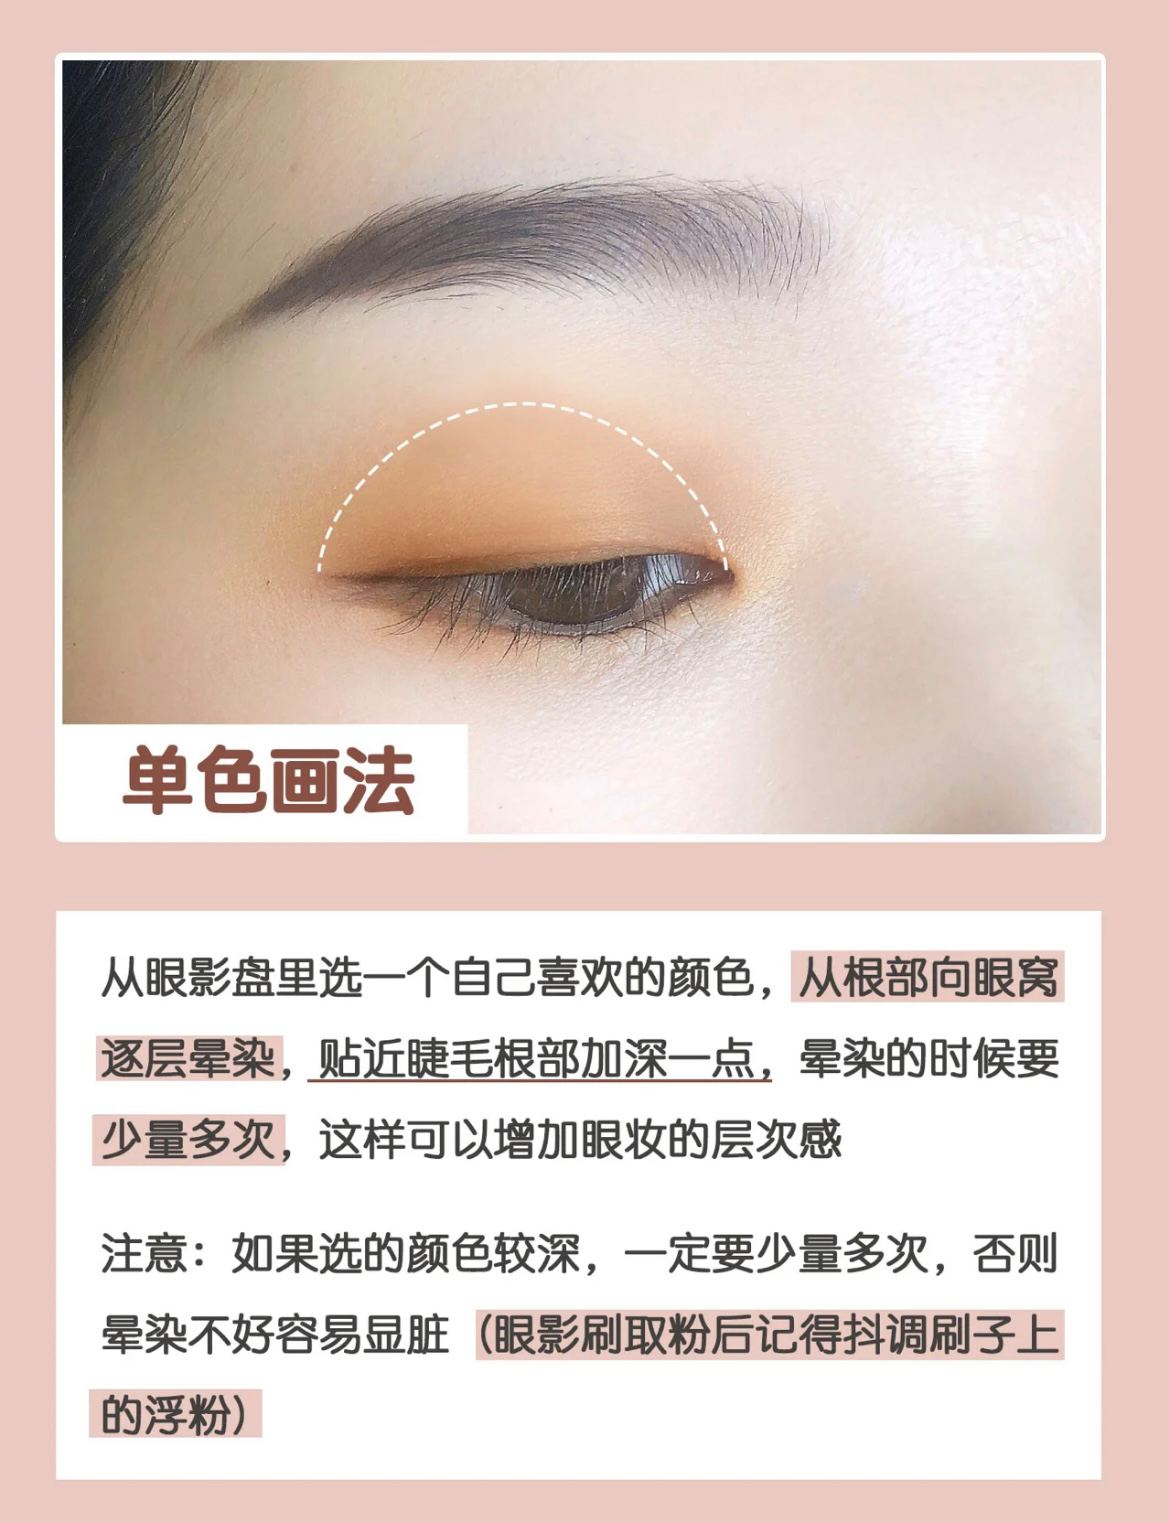 单色画法
从眼影盘里选一个自己喜欢的颜色，从根部向眼窝
逐层晕染，贴近睫毛根部加深一点，晕染的时候要
少量多次，这样可以增加眼妆的层次感
注意：如果选的颜色较深，一定要少量多次，否则
晕染不好容易显脏（眼影刷取粉后记得抖调刷子上
的浮粉）